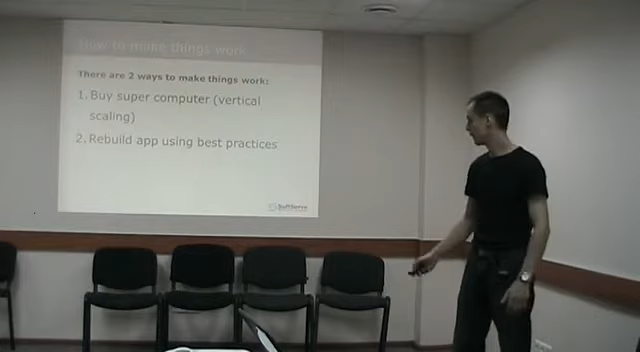 How to make things work
There are 2 ways to make things work:
1. Buy super computer (vertical
scaling)
2. Rebuild app using best practices
SoftServe